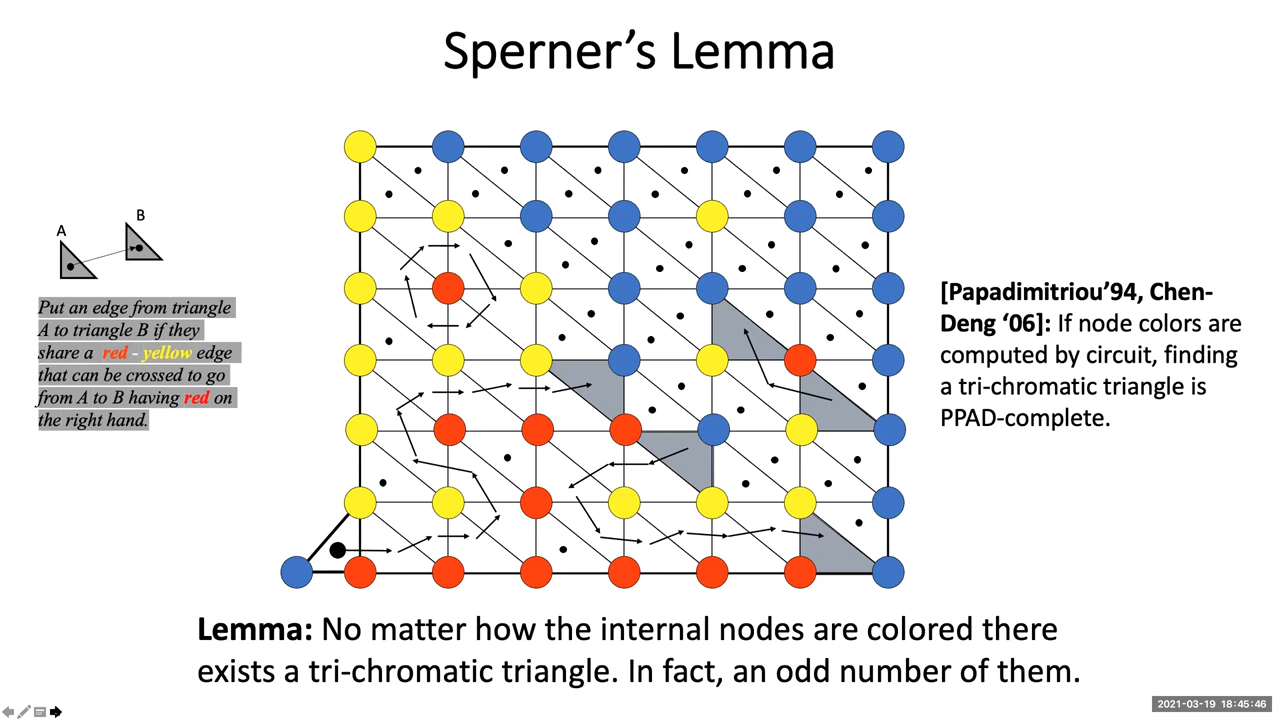 Sperner’s Lemma
A
B
Put an edge from triangle
A to triangle B if they
share a red - yellow edge
that can be crossed to go
from A to B having red on
the right hand.
[Papadimitriou’94, Chen-
Deng ‘06]: If node colors are
computed by circuit, finding
a tri-chromatic triangle is
PPAD-complete.
Lemma: No matter how the internal nodes are colored there
exists a tri-chromatic triangle. In fact, an odd number of them.
2021-03-19 18:45:46